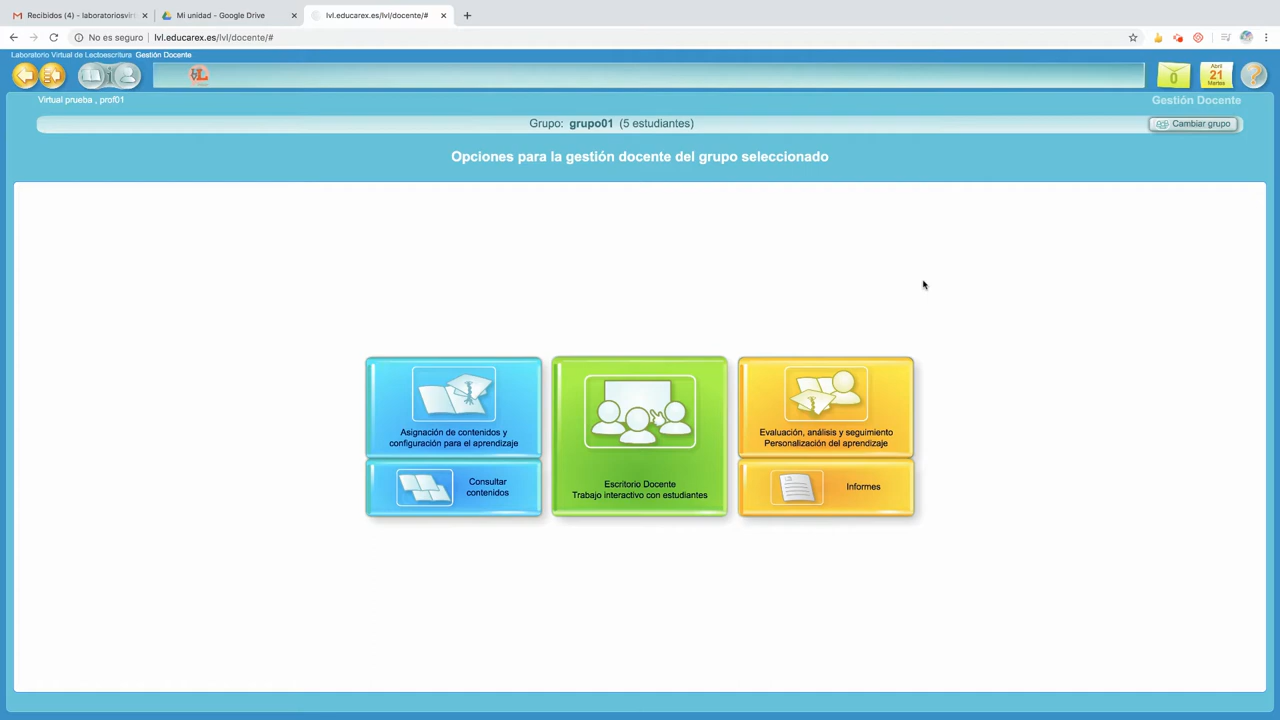 Recibidos (4) - laboratoriosvir
Mi unidad - Google Drive
lvl.educarex.es/lvl/docente/#
No es seguro
lvl.educarex.es/lvl/docente/#
Laboratorio Virtual de Lectoescritura Gestión Docente
0
Abril
21
Martes
?
Virtual prueba , prof01
Gestión Docente
Grupo: grupo01 (5 estudiantes)
Cambiar grupo
Opciones para la gestión docente del grupo seleccionado
Asignación de contenidos y
configuración para el aprendizaje
Consultar
contenidos
Escritorio Docente
Trabajo interactivo con estudiantes
Evaluación, análisis y seguimiento
Personalización del aprendizaje
Informes